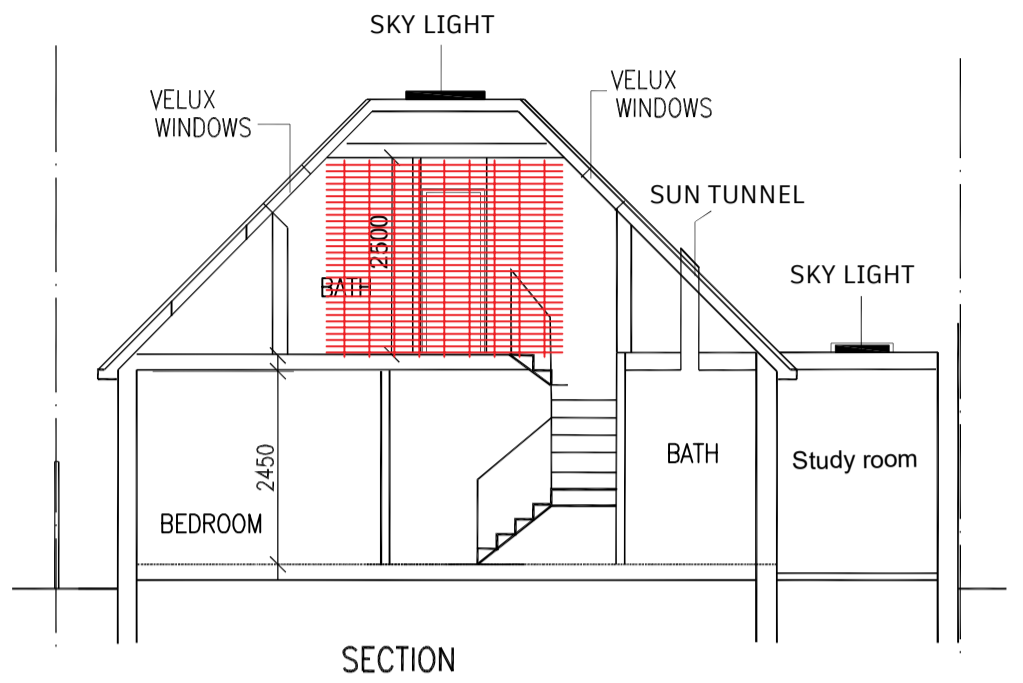 SKY LIGHT
VELUX
WINDOWS
VELUX
WINDOWS
SUN TUNNEL
2500
SKY LIGHT
BATH
2450
BATH
Study room
BEDROOM
SECTION